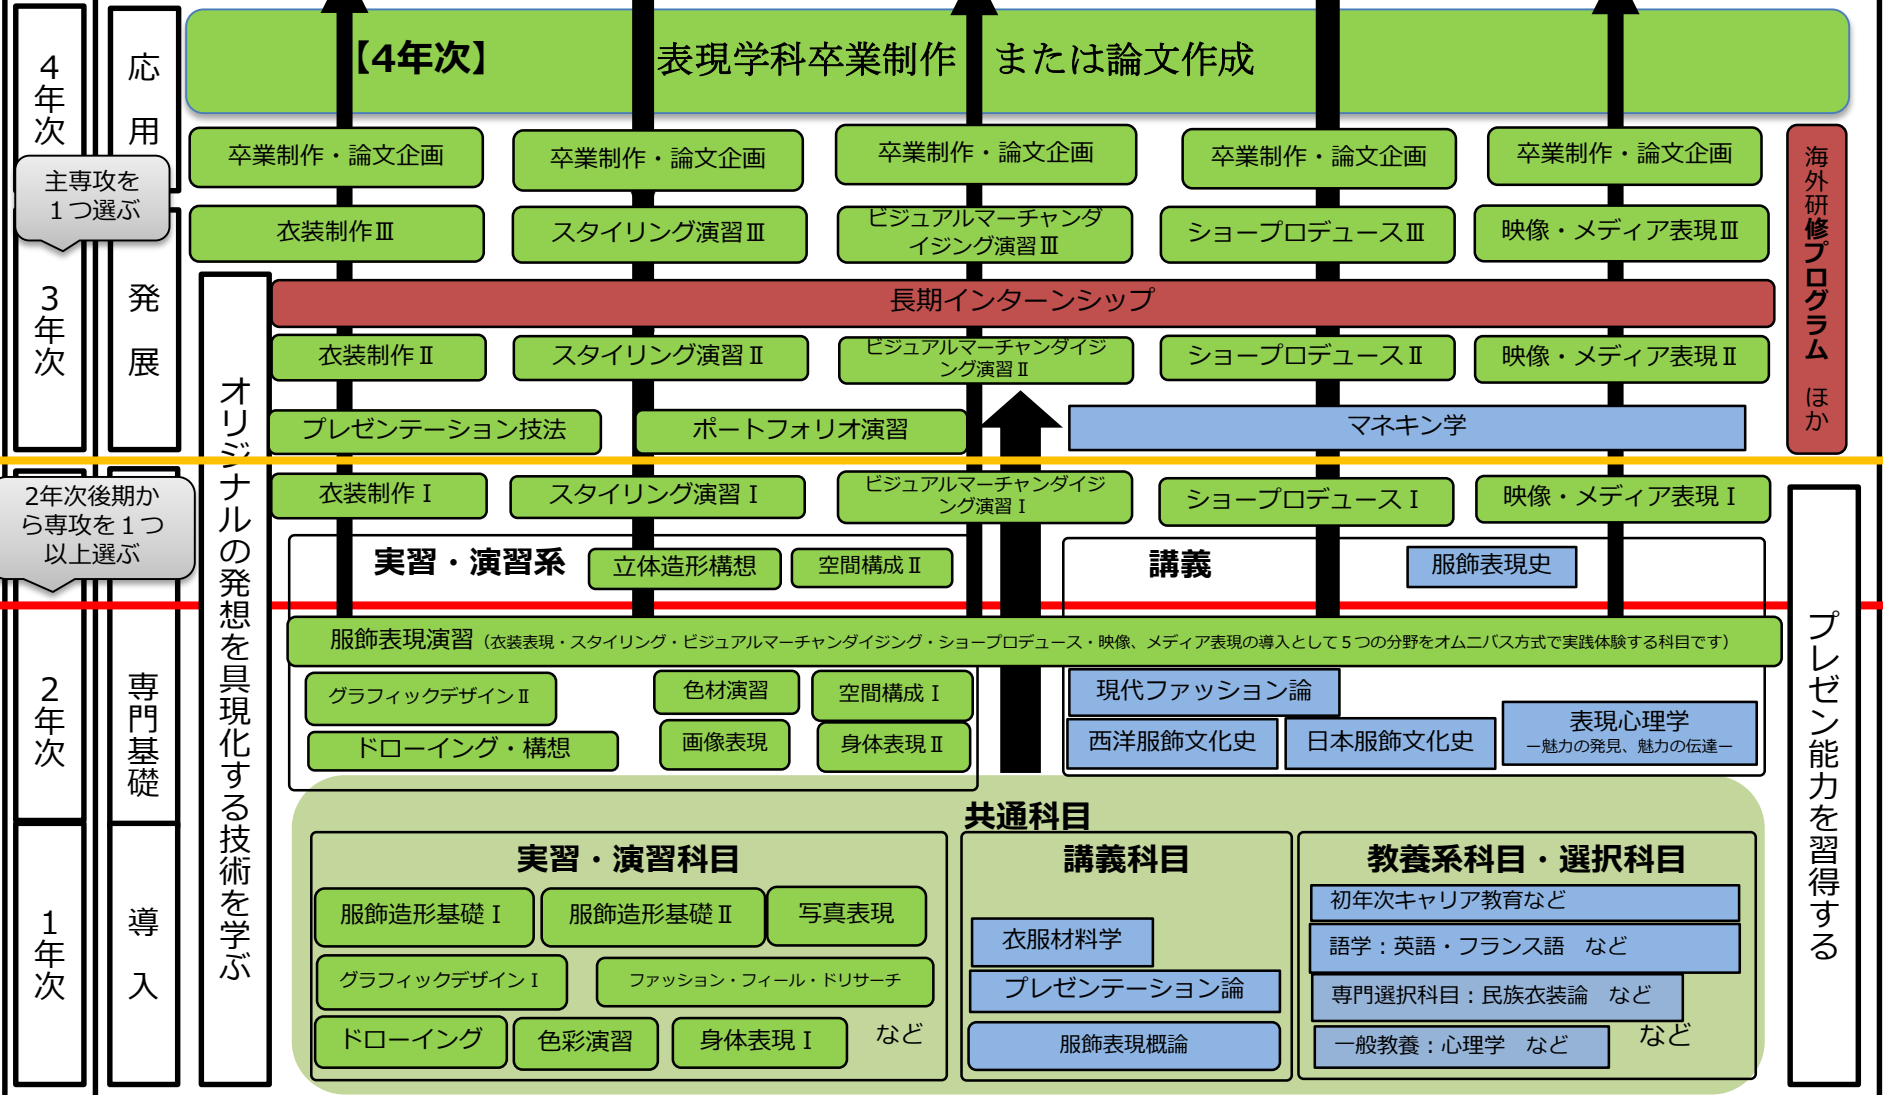 4年次
応用
【4年次】 表現学科卒業制作 または論文作成
卒業制作・論文企画
卒業制作・論文企画
卒業制作・論文企画
卒業制作・論文企画
卒業制作・論文企画
主専攻を
1つ選ぶ
衣装制作Ⅲ
スタイリング演習Ⅲ
ビジュアルマーチャンダ
イジング演習Ⅲ
ショープロデュースⅢ
映像・メディア表現Ⅲ
海外研修プログラム ほか
3年次
発展
長期インターンシップ
衣装制作Ⅱ
スタイリング演習Ⅱ
ビジュアルマーチャンダイジ
ング演習Ⅱ
ショープロデュースⅡ
映像・メディア表現Ⅱ
プレゼンテーション技法
ポートフォリオ演習
マネキン学
オリジナルの発想を具現化する技術を学ぶ
2年次後期か
ら専攻を1つ
以上選ぶ
衣装制作Ⅰ
スタイリング演習Ⅰ
ビジュアルマーチャンダイジ
ング演習Ⅰ
ショープロデュースⅠ
映像・メディア表現Ⅰ
実習・演習系
立体造形構想
空間構成Ⅱ
講義
服飾表現史
服飾表現演習(衣装表現・スタイリング・ビジュアルマーチャンダイジング・ショープロデュース・映像、メディア表現の導入として5つの分野をオムニバス方式で実践体験する科目です)
2年次
専門基礎
グラフィックデザインⅡ
色材演習
空間構成Ⅰ
ドローイング・構想
画像表現
身体表現Ⅱ
現代ファッション論
西洋服飾文化史
日本服飾文化史
表現心理学
ー魅力の発見、魅力の伝達ー
プレゼン能力を習得する
共通科目
1年次
導入
実習・演習科目
服飾造形基礎Ⅰ
服飾造形基礎Ⅱ
写真表現
グラフィックデザインⅠ
ファッション・フィール・ドリサーチ
ドローイング
色彩演習
身体表現Ⅰ
など
講義科目
衣服材料学
プレゼンテーション論
服飾表現概論
教養系科目・選択科目
初年次キャリア教育など
語学：英語・フランス語 など
専門選択科目：民族衣装論 など
一般教養：心理学 など
など